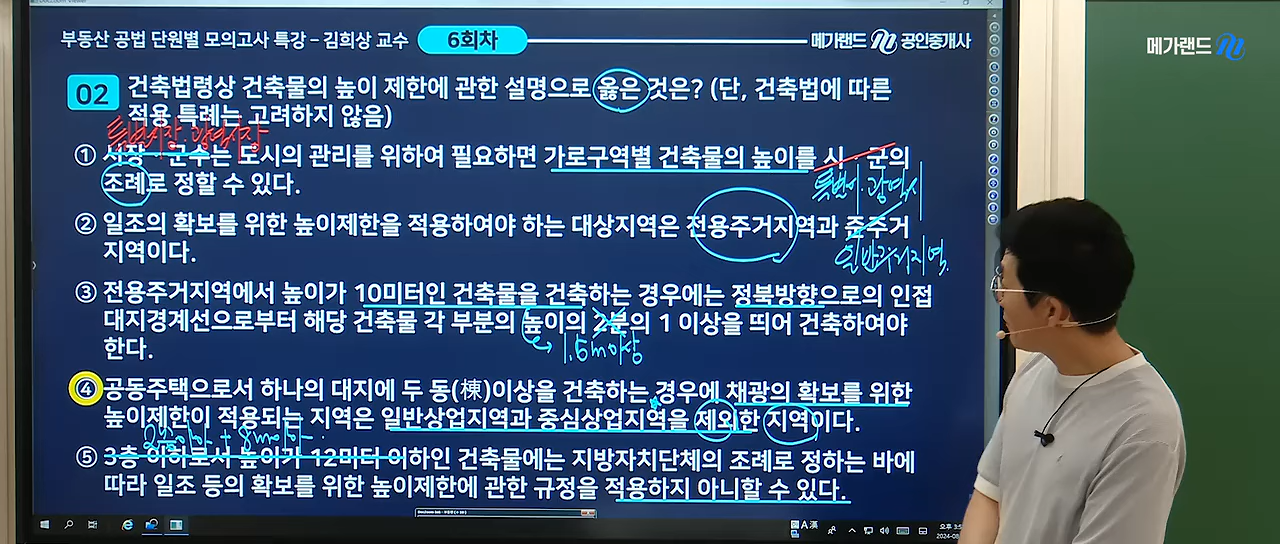 부동산 공법 단원별 모의고사 특강 – 김희상 교수 6회차 메가랜드 공인중개사
메가랜드
02 건축법령상 건축물의 높이 제한에 관한 설명으로 옳은 것은? (단, 건축법에 따른
적용 특례는 고려하지 않음)
특별시장·광역시장
① 시장·군수는 도시의 관리를 위하여 필요하면 가로구역별 건축물의 높이를 시·군의
조례로 정할 수 있다.
특별시·광역시
② 일조의 확보를 위한 높이제한을 적용하여야 하는 대상지역은 전용주거지역과 준주거
지역이다.
일반주거지역
③ 전용주거지역에서 높이가 10미터인 건축물을 건축하는 경우에는 정북방향으로의 인접
대지경계선으로부터 해당 건축물 각 부분의 높이의 2분의 1 이상을 띄어 건축하여야
한다.
1.5m이상
④ 공동주택으로서 하나의 대지에 두 동(棟)이상을 건축하는 경우에 채광의 확보를 위한
높이제한이 적용되는 지역은 일반상업지역과 중심상업지역을 제외한 지역이다.
2층이하 + 8m이하
⑤ 3층 이하로서 높이가 12미터 이하인 건축물에는 지방자치단체의 조례로 정하는 바에
따라 일조 등의 확보를 위한 높이제한에 관한 규정을 적용하지 아니할 수 있다.
A 漢